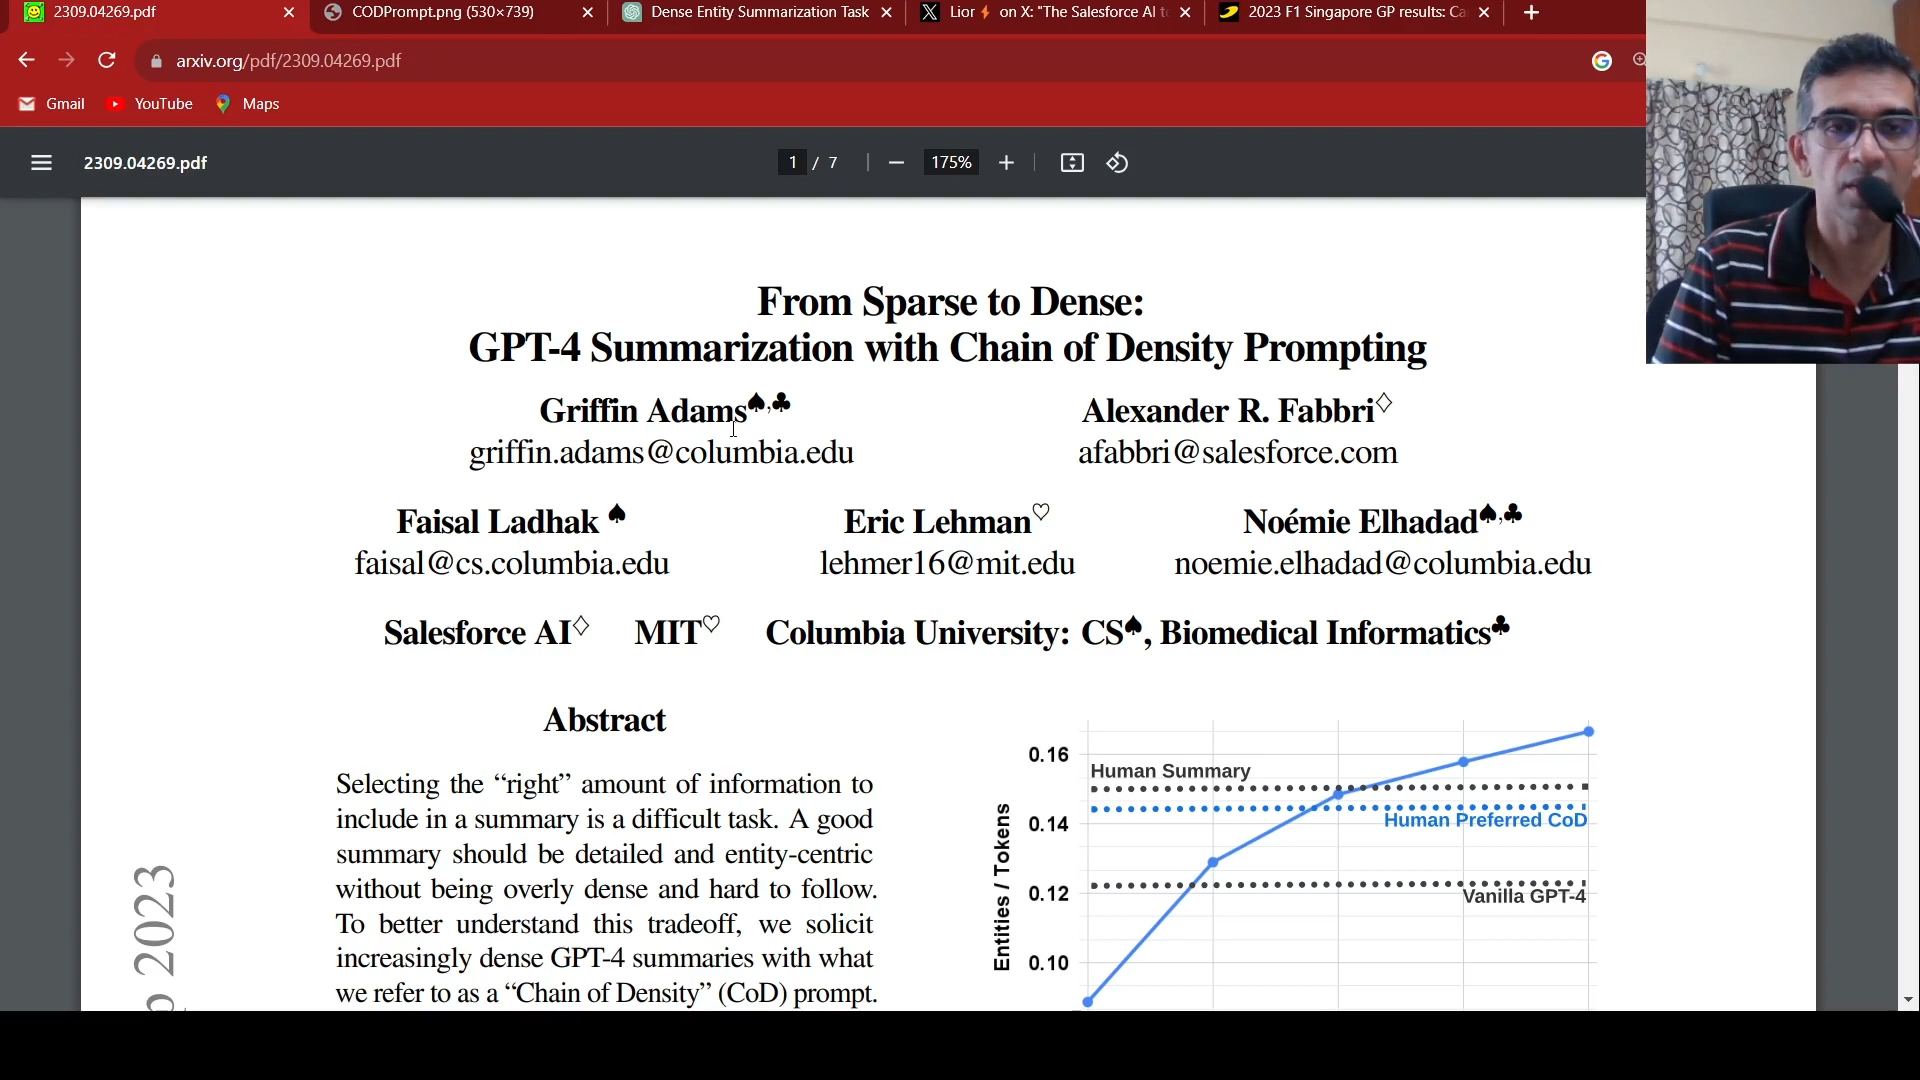 2309.04269.pdf
CODPrompt.png (530×739)
Dense Entity Summarization Task
Lior⚡ on X: "The Salesforce AI t
2023 F1 Singapore GP results: Ca
arxiv.org/pdf/2309.04269.pdf
Gmail YouTube Maps
2309.04269.pdf 1 / 7 175%
From Sparse to Dense:
GPT-4 Summarization with Chain of Density Prompting
Griffin Adams♠,♣ Alexander R. Fabbri♢
griffin.adams@columbia.edu afabbri@salesforce.com
Faisal Ladhak ♠ Eric Lehman♡ Noémie Elhadad♠,♣
faisal@cs.columbia.edu lehmer16@mit.edu noemie.elhadad@columbia.edu
Salesforce AI♢ MIT♡ Columbia University: CS♠, Biomedical Informatics♣
Abstract
Selecting the “right” amount of information to
include in a summary is a difficult task. A good
summary should be detailed and entity-centric
without being overly dense and hard to follow.
To better understand this tradeoff, we solicit
increasingly dense GPT-4 summaries with what
we refer to as a “Chain of Density” (CoD) prompt.
2023
Entities / Tokens
0.16
0.14
0.12
0.10
Human Summary
Human Preferred CoD
Vanilla GPT-4